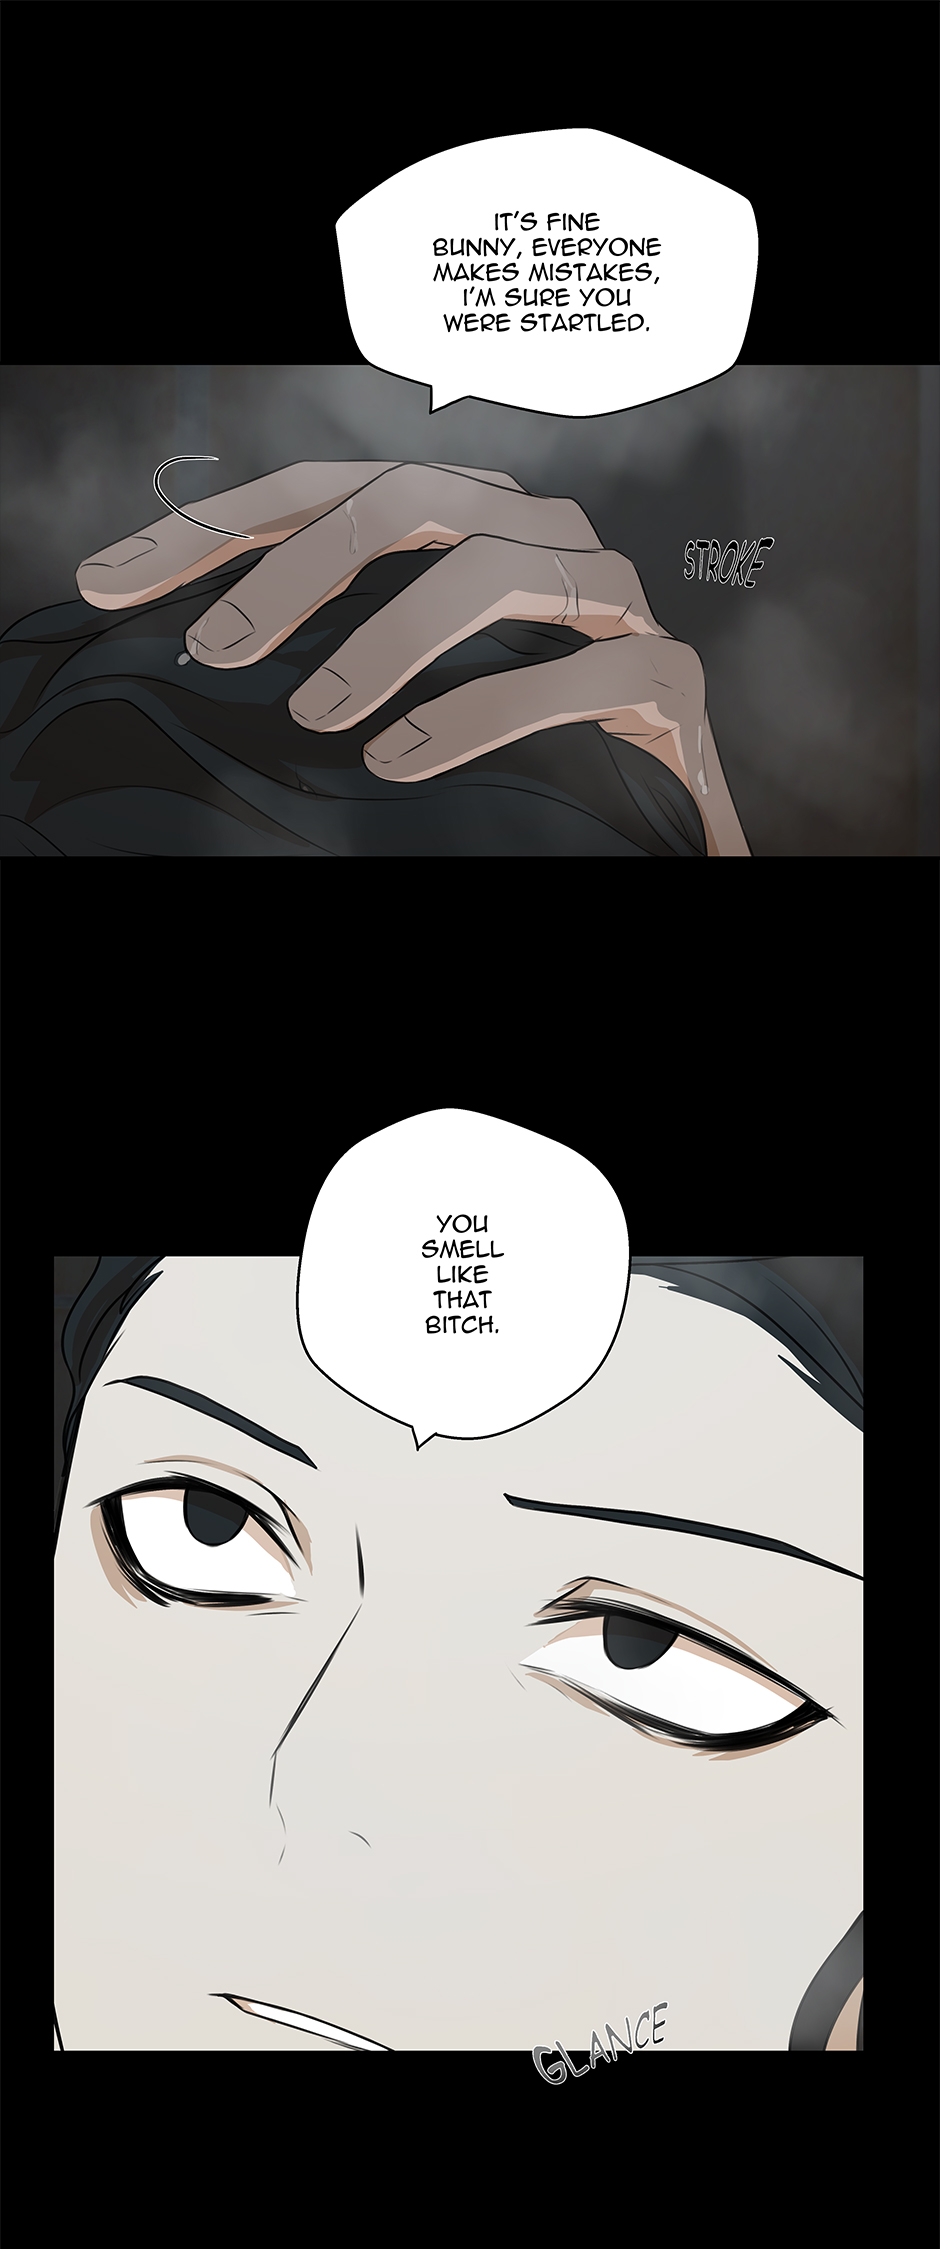 IT'S FINE
BUNNY, EVERYONE
MAKES MISTAKES,
I'M SURE YOU
WERE STARTLED.
STROKE
YOU
SMELL
LIKE
THAT
BITCH.
GLANCE